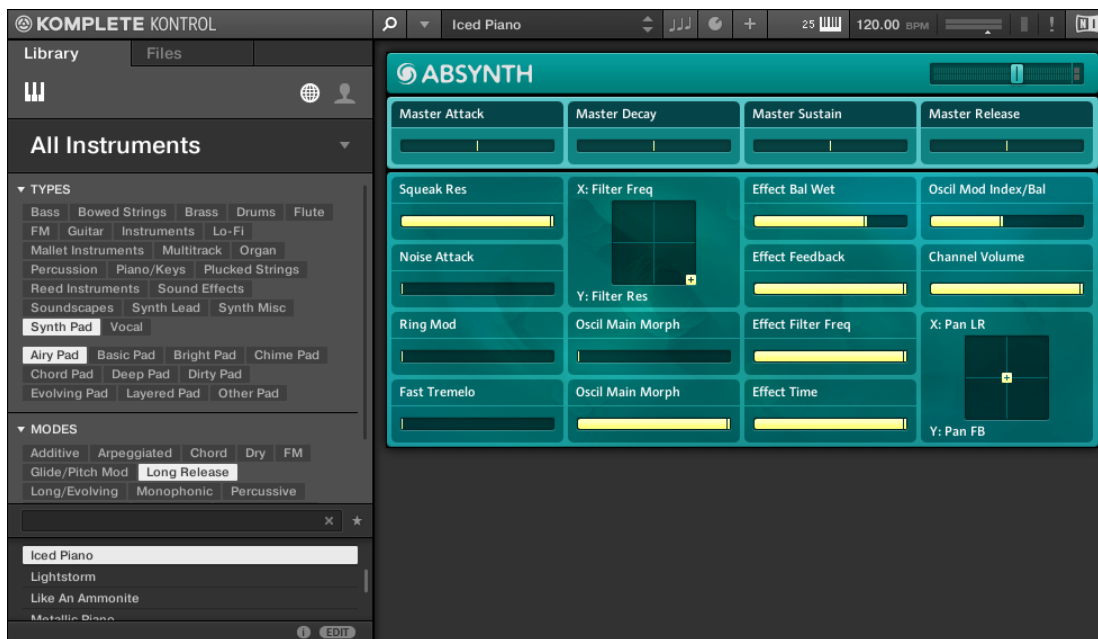 KOMPLETE KONTROL
Iced Piano
25
120.00 BPM
!
NI
Library
Files
All Instruments
TYPES
Bass Bowed Strings Brass Drums Flute
FM Guitar Instruments Lo-Fi
Mallet Instruments Multitrack Organ
Percussion Piano/Keys Plucked Strings
Reed Instruments Sound Effects
Soundscapes Synth Lead Synth Misc
Synth Pad Vocal
Airy Pad Basic Pad Bright Pad Chime Pad
Chord Pad Deep Pad Dirty Pad
Evolving Pad Layered Pad Other Pad
MODES
Additive Arpeggiated Chord Dry FM
Glide/Pitch Mod Long Release
Long/Evolving Monophonic Percussive
Iced Piano
Lightstorm
Like An Ammonite
Metallic Piano
i EDIT
ABSYNTH
Master Attack Master Decay Master Sustain Master Release
Squeak Res X: Filter Freq Effect Bal Wet Oscil Mod Index/Bal
Noise Attack Effect Feedback Channel Volume
Y: Filter Res
Ring Mod Oscil Main Morph Effect Filter Freq X: Pan LR
Fast Tremelo Oscil Main Morph Effect Time
Y: Pan FB